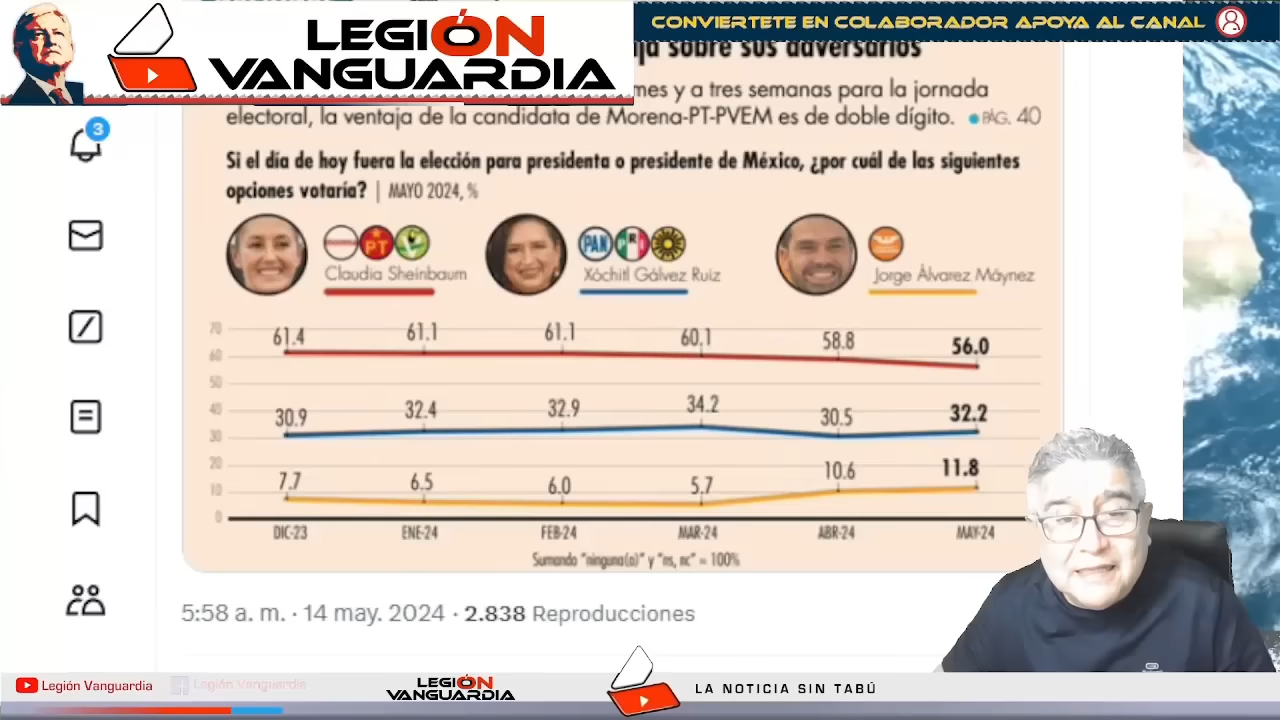 LEGIÓN
VANGUARDIA
CONVIERTETE EN COLABORADOR APOYA AL CANAL
sobre sus adversarios
mes y a tres semanas para la jornada
electoral, la ventaja de la candidata de Morena-PT-PVEM es de doble dígito. • PÁG. 40
Si el día de hoy fuera la elección para presidenta o presidente de México, ¿por cuál de las siguientes
opciones votaría? | MAYO 2024, %
PT
Claudia Sheinbaum
PAN PRI
Xóchitl Gálvez Ruiz
Jorge Álvarez Máynez
70
60
50
40
30
20
10
0
61.4 61.1 61.1 60.1 58.8 56.0
30.9 32.4 32.9 34.2 30.5 32.2
7.7 6.5 6.0 5.7 10.6 11.8
DIC-23 ENE-24 FEB-24 MAR-24 ABR-24 MAY-24
Sumando "ninguna(o)" y "ns, nc" = 100%
3
5:58 a. m. · 14 may. 2024 · 2.838 Reproducciones
Legión Vanguardia
Legión Vanguardia
LEGIÓN
VANGUARDIA
LA NOTICIA SIN TABÚ